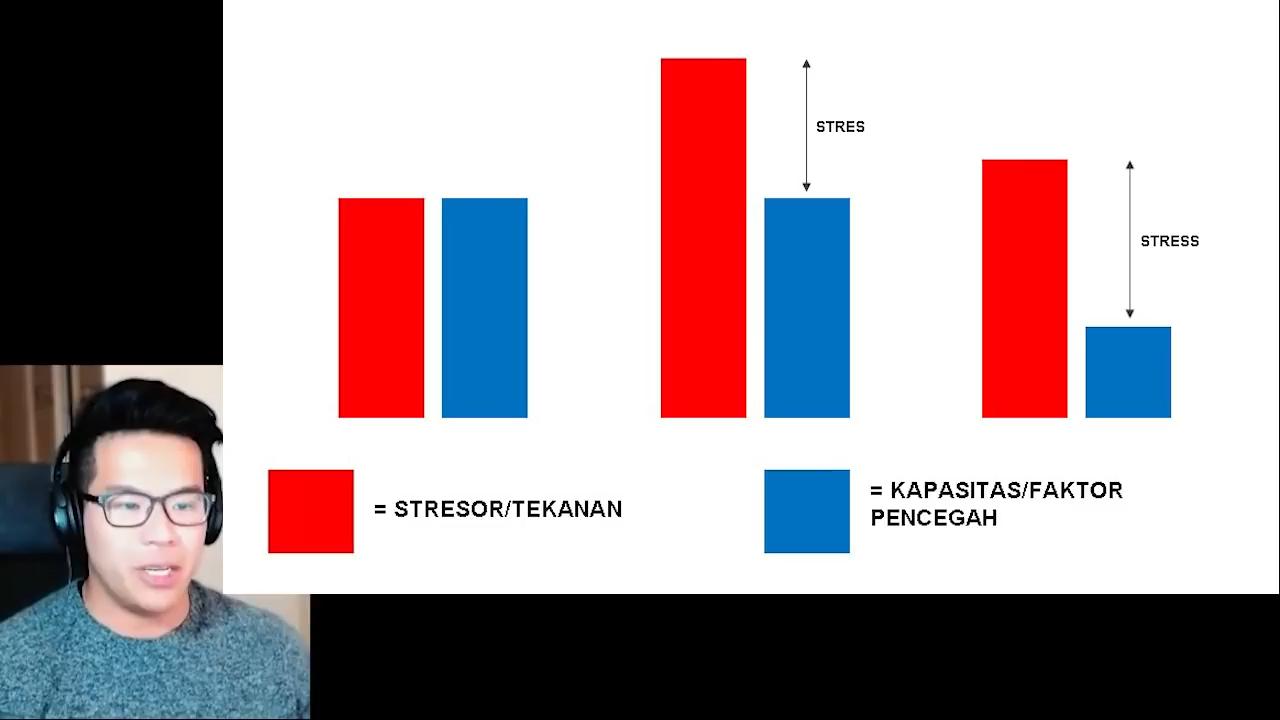 STRES
STRESS
= STRESOR/TEKANAN
= KAPASITAS/FAKTOR
PENCEGAH